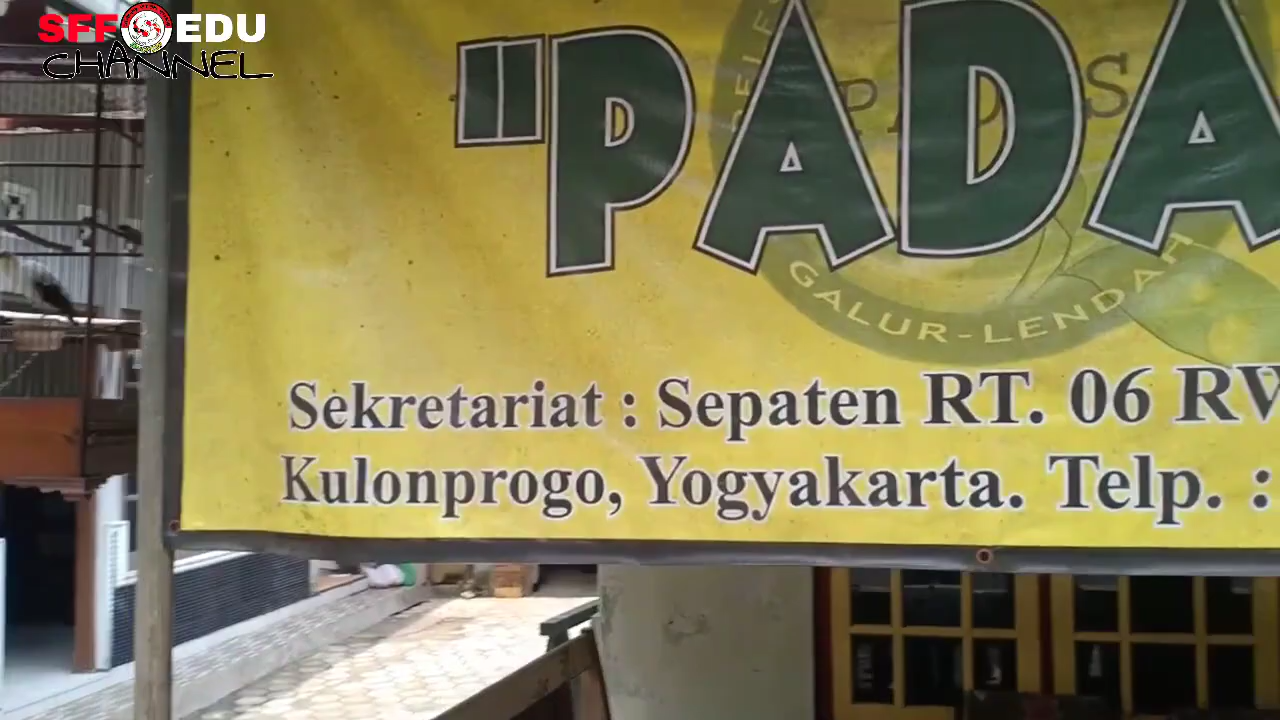 SFF EDU
CHANNEL
"PADA
GALUR-LENDAH
Sekretariat : Sepaten RT. 06 RW
Kulonprogo, Yogyakarta. Telp. :